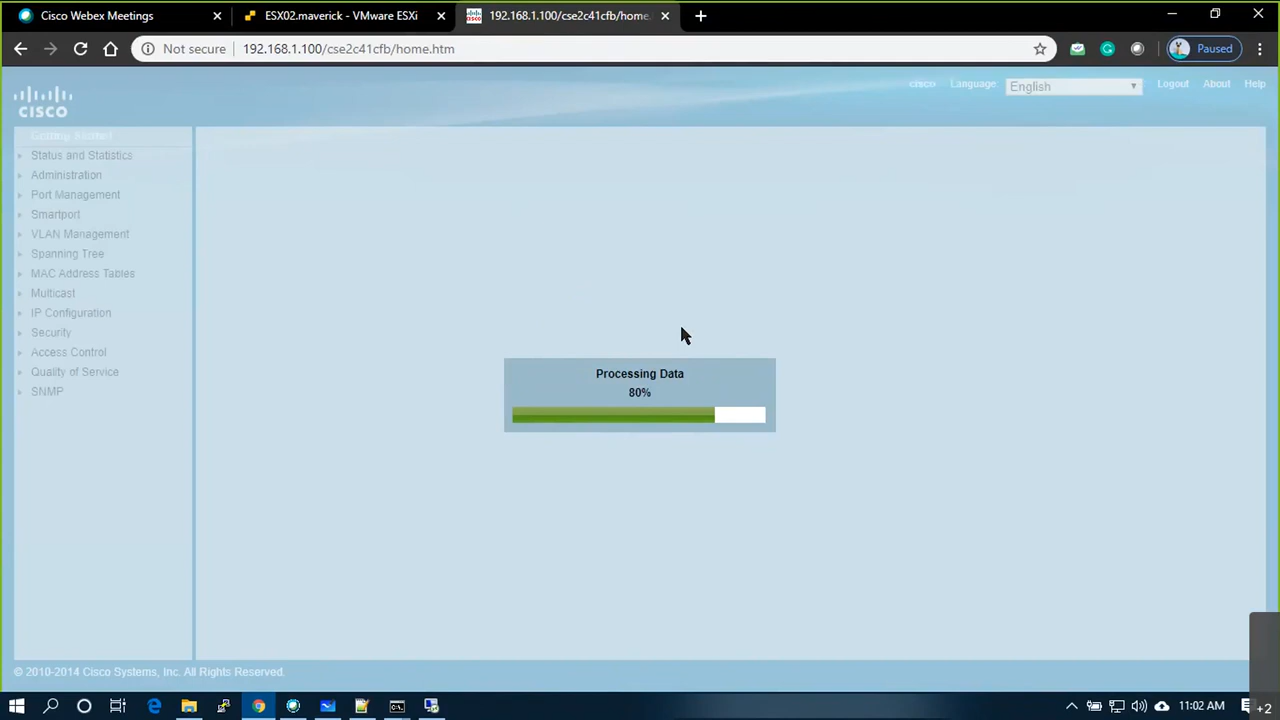 Cisco Webex Meetings
ESX02.maverick - VMware ESXi
192.168.1.100/cse2c41cfb/home.
Not secure
192.168.1.100/cse2c41cfb/home.htm
Paused
CISCO
cisco
Language:
English
Logout
About
Help
Getting Started
Status and Statistics
Administration
Port Management
Smartport
VLAN Management
Spanning Tree
MAC Address Tables
Multicast
IP Configuration
Security
Access Control
Quality of Service
SNMP
Processing Data
80%
© 2010-2014 Cisco Systems, Inc. All Rights Reserved.
11:02 AM
+2